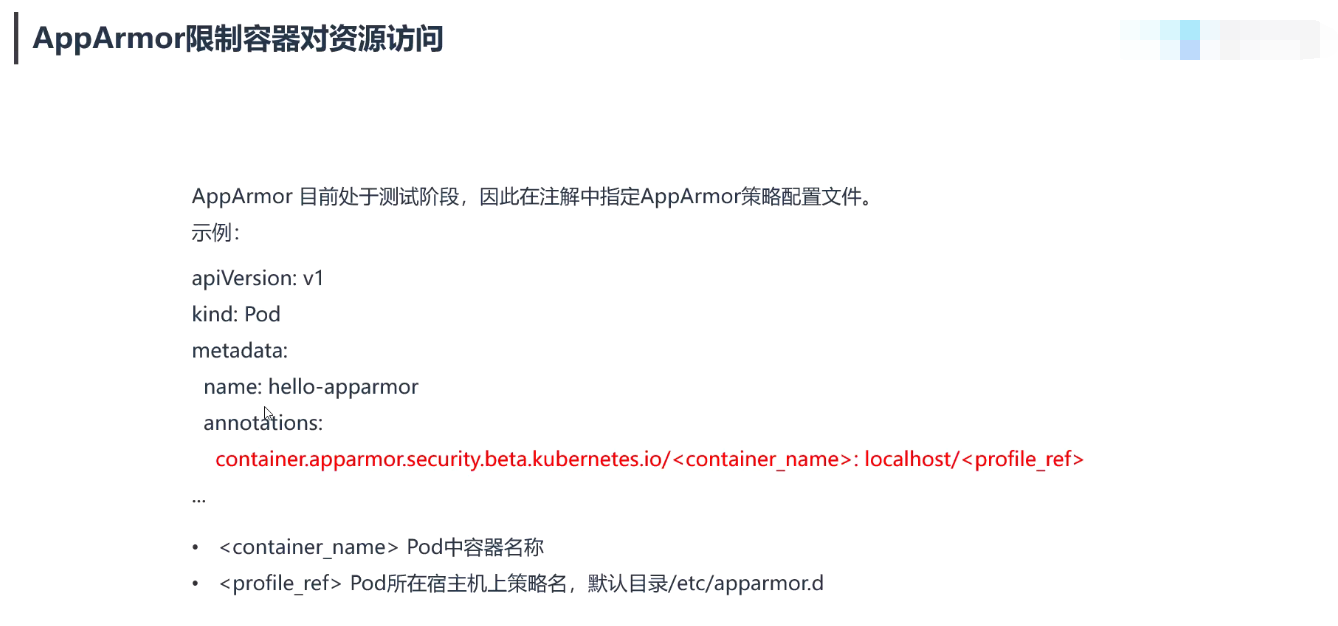 AppArmor限制容器对资源访问
AppArmor 目前处于测试阶段，因此在注解中指定AppArmor策略配置文件。
示例：
apiVersion: v1
kind: Pod
metadata:
  name: hello-apparmor
  annotations:
    container.apparmor.security.beta.kubernetes.io/<container_name>: localhost/<profile_ref>
...
• <container_name> Pod中容器名称
• <profile_ref> Pod所在宿主机上策略名，默认目录/etc/apparmor.d